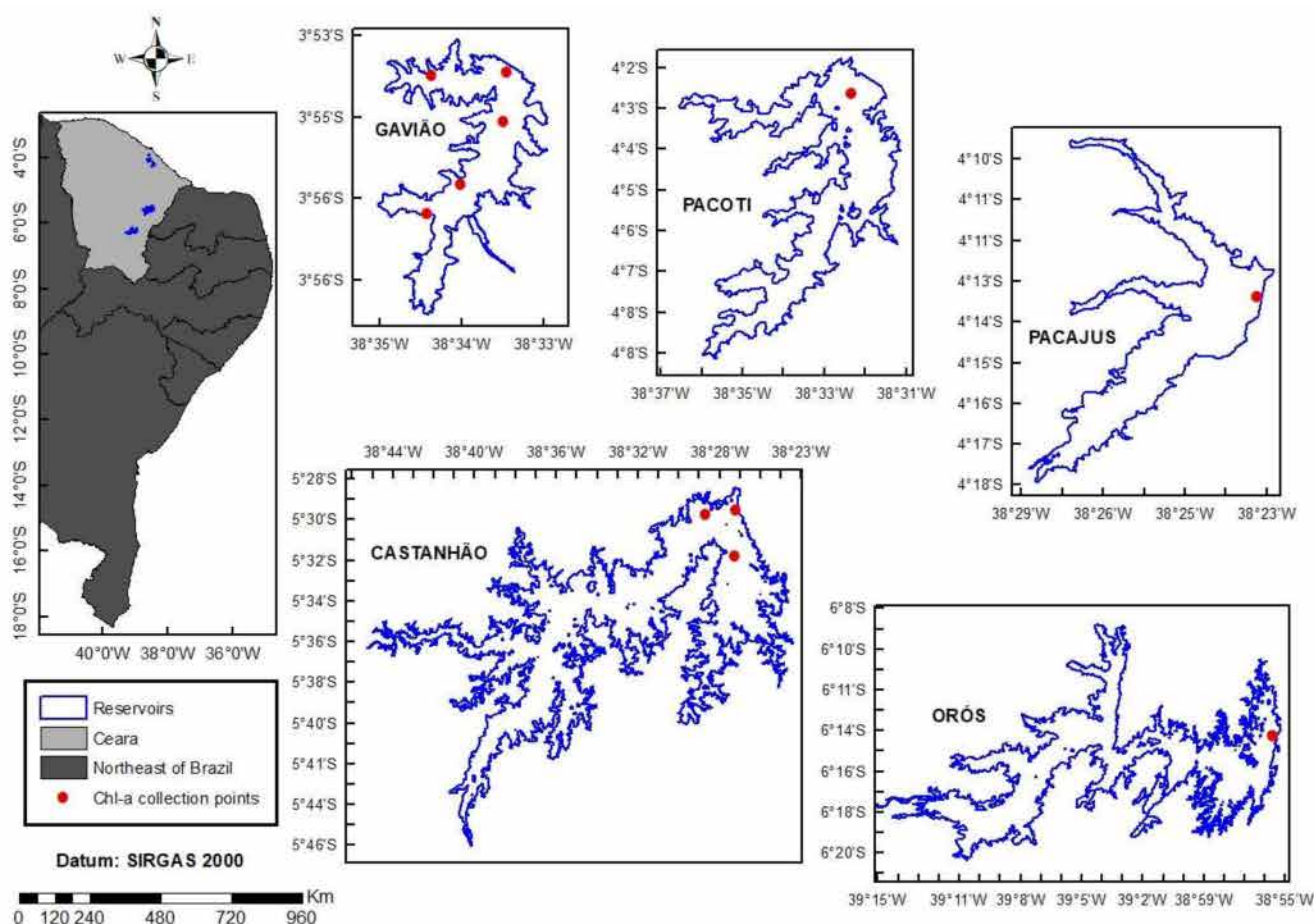 N
W E
S
4°0'S
6°0'S
8°0'S
10°0'S
12°0'S
14°0'S
16°0'S
18°0'S
40°0'W 38°0'W 36°0'W
3°53'S
3°55'S
3°56'S
3°56'S
GAVIÃO
38°35'W 38°34'W 38°33'W
4°2'S
4°3'S
4°4'S
4°5'S
4°6'S
4°7'S
4°8'S
4°8'S
PACOTI
38°37'W 38°35'W 38°33'W 38°31'W
4°10'S
4°11'S
4°11'S
4°13'S
4°14'S
4°15'S
4°16'S
4°17'S
4°18'S
PACAJUS
38°29'W 38°26'W 38°25'W 38°23'W
38°44'W 38°40'W 38°36'W 38°32'W 38°28'W 38°23'W
5°28'S
5°30'S
5°32'S
5°34'S
5°36'S
5°38'S
5°40'S
5°41'S
5°44'S
5°46'S
CASTANHÃO
6°8'S
6°10'S
6°11'S
6°14'S
6°16'S
6°18'S
6°20'S
ORÓS
39°15'W 39°11'W 39°9'W 39°5'W 39°2'W 38°59'W 38°55'W
Reservoirs
Ceara
Northeast of Brazil
Chl-a collection points
Datum: SIRGAS 2000
Km
0 120 240 480 720 960